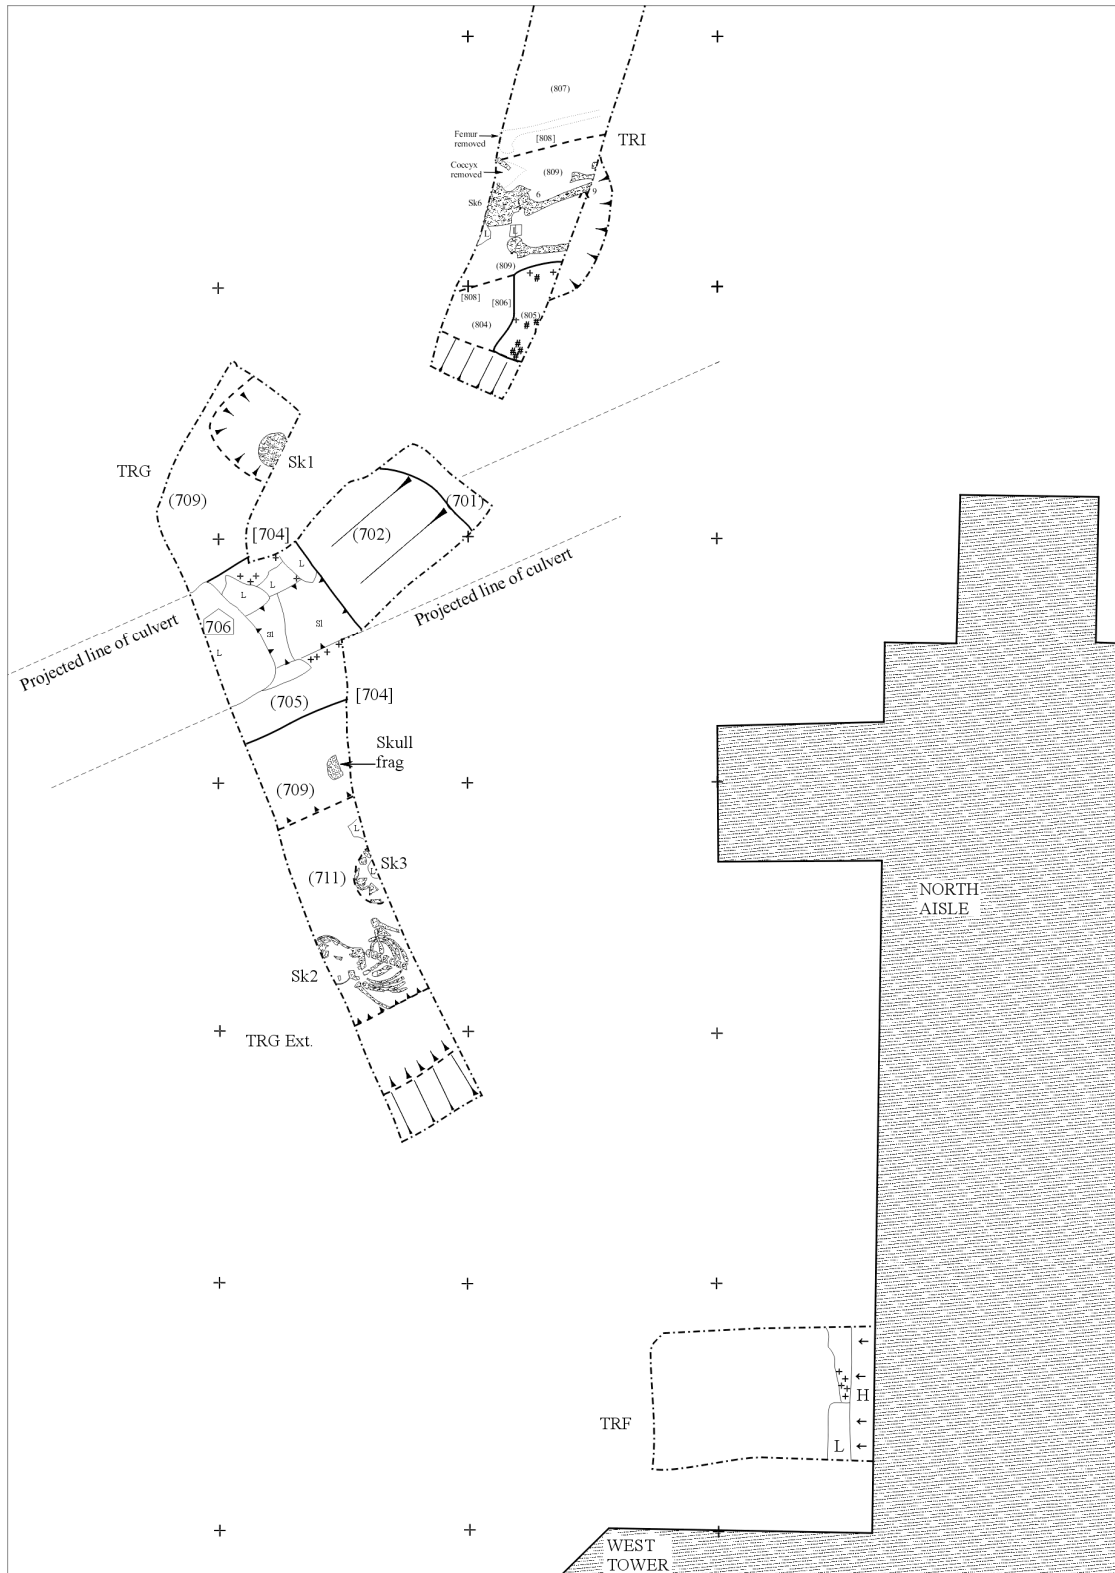 (807)
Femur
removed
[808]
TRI
Coccyx
removed
(809)
Sk6
6
9
L
L
(809)
[808]
[806]
(805)
(804)
TRG
Sk1
(709)
(701)
(702)
[704]
L
L
L
Projected line of culvert
706
SI
SI
L
Projected line of culvert
(705)
[704]
Skull
frag
(709)
L
Sk3
(711)
L
Sk2
TRG Ext.
NORTH
AISLE
TRF
H
L
WEST
TOWER